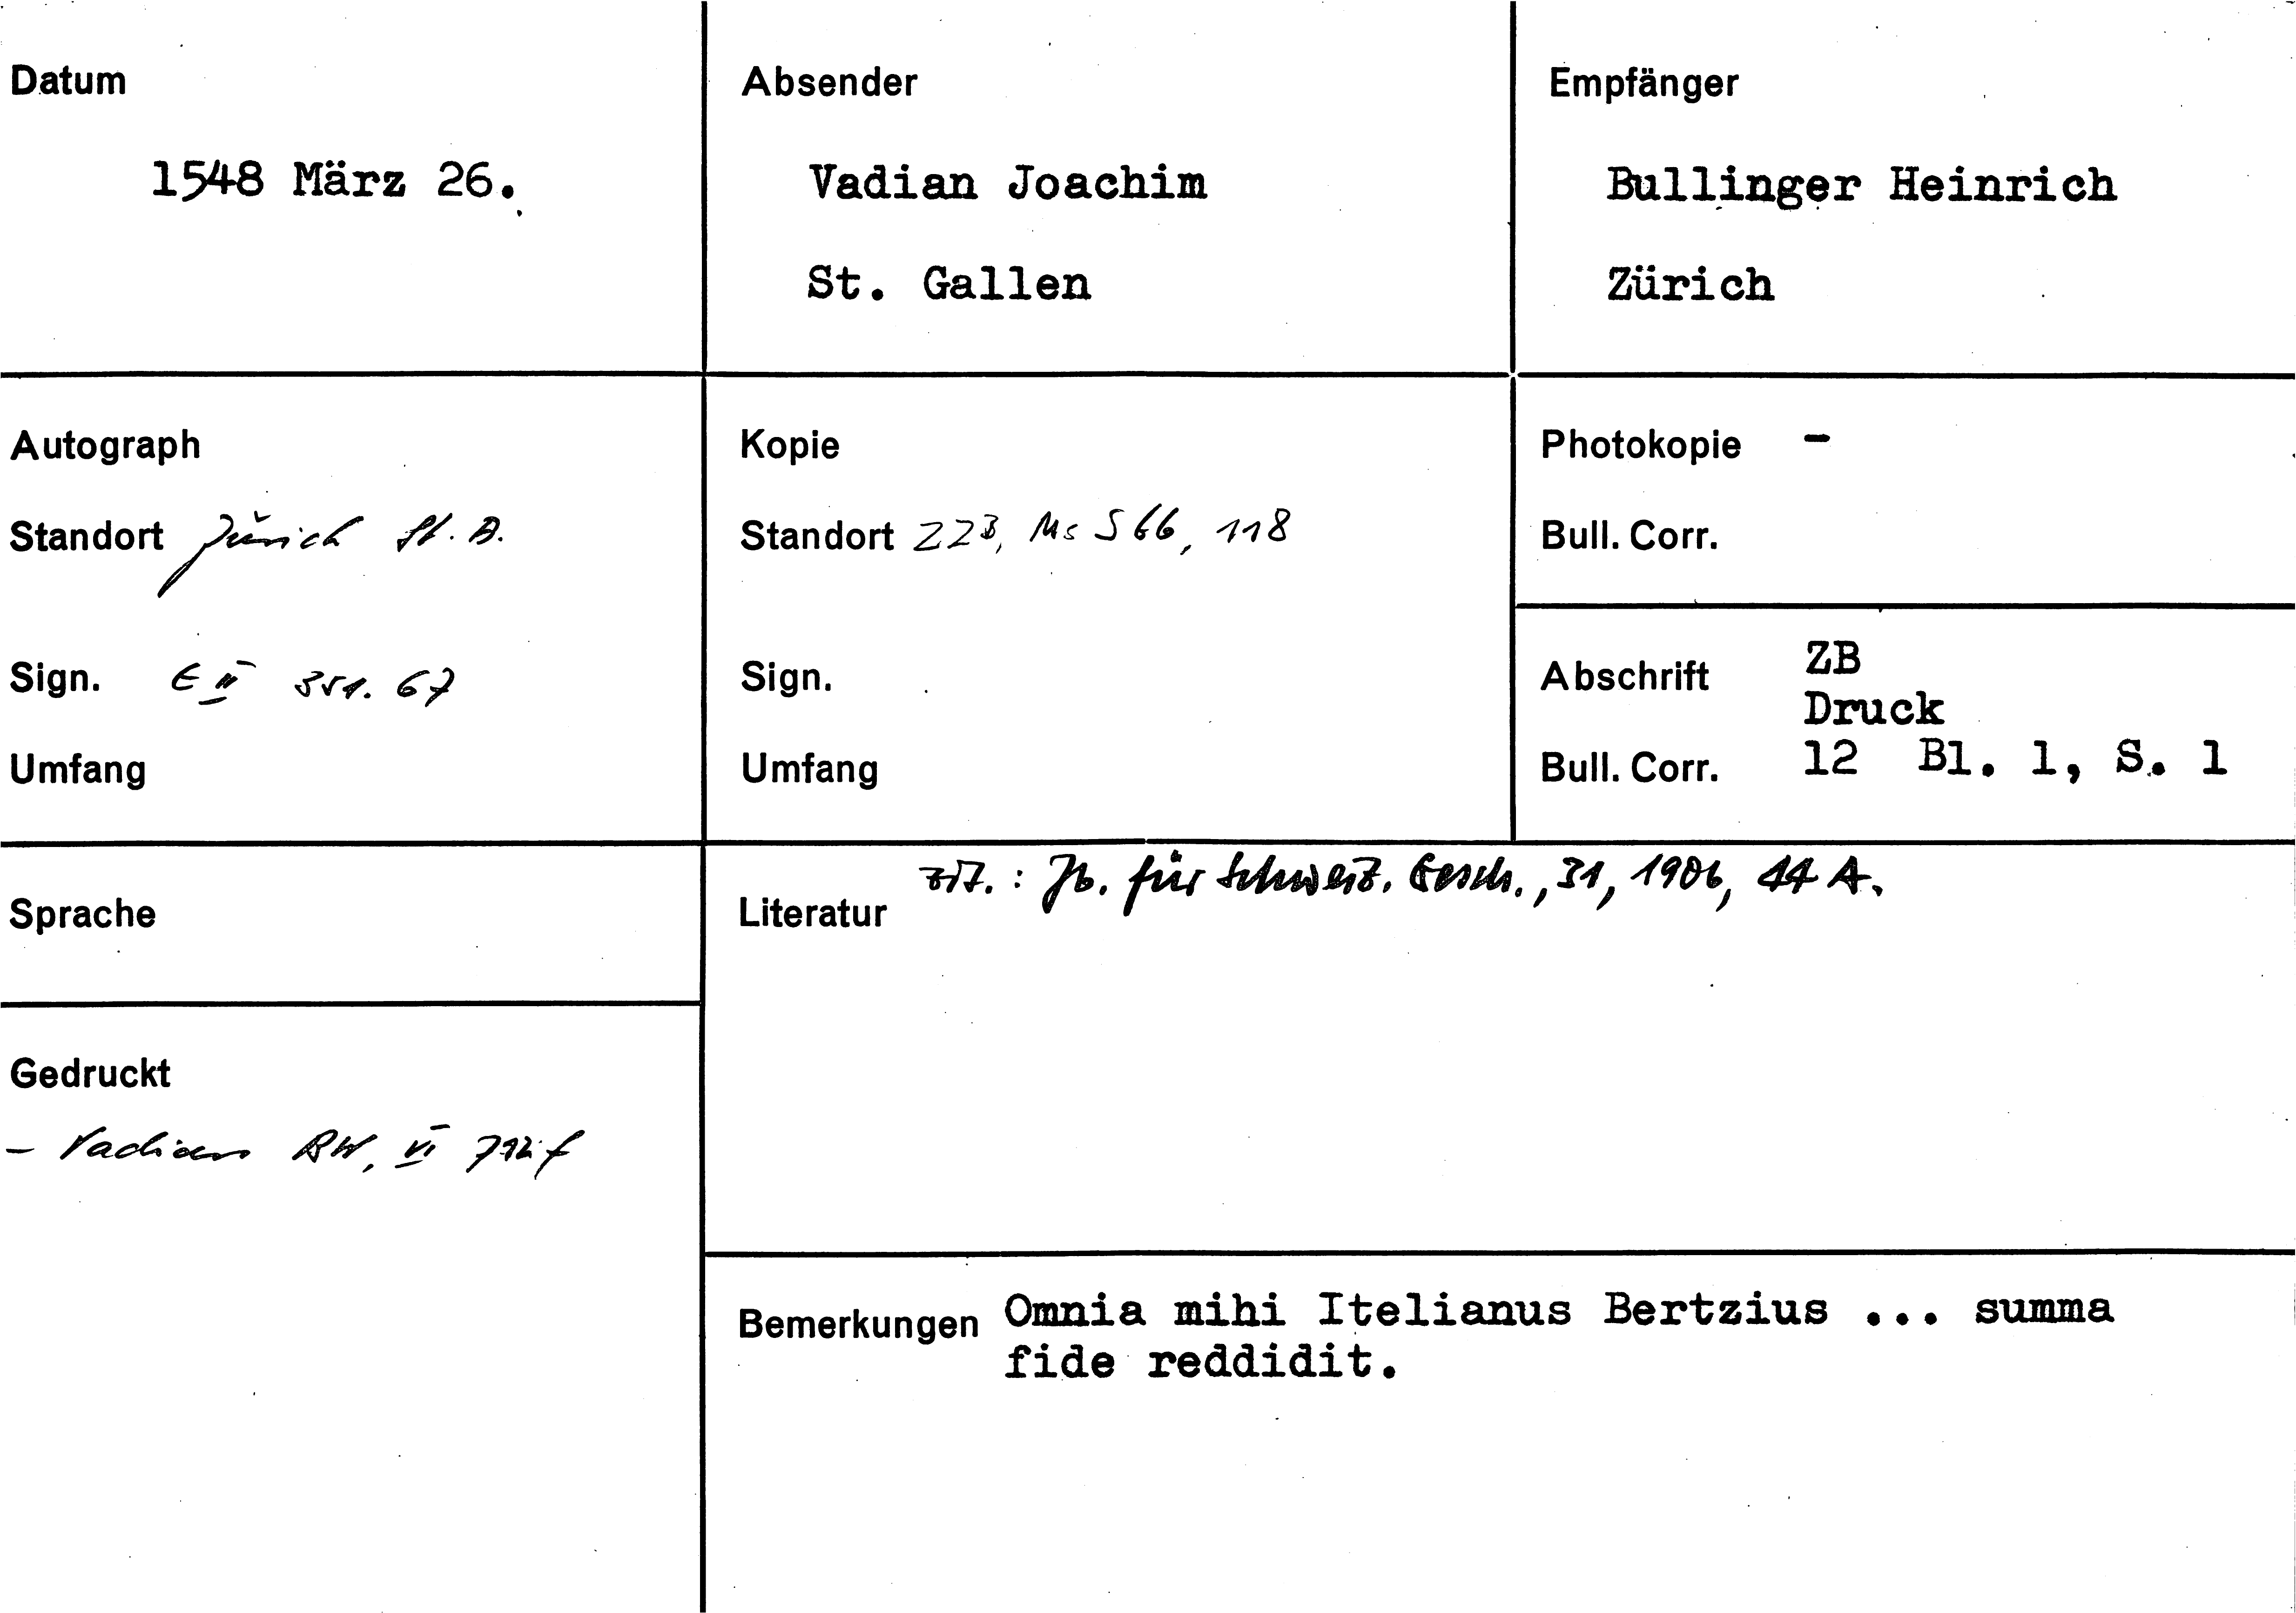 Datum
1548 März 26.
Absender
Vadian Joachim
St. Gallen
Empfänger
Bullinger Heinrich
Zürich
Autograph
Standort Zürich St. A.
Sign. E II 351. 67
Umfang
Kopie
Standort ZZB, Ms S 66, 118
Sign.
Umfang
Photokopie -
Bull. Corr.
Abschrift ZB
Druck
Bull. Corr. 12 Bl. 1, S. 1
Sprache
Gedruckt
- Vadian BW, VI 712 f
Literatur zit. : Jb. für Schweiz. Gesch., 31, 1906, 44 A.
Bemerkungen Omnia mihi Itelianus Bertzius ... summa
fide reddidit.